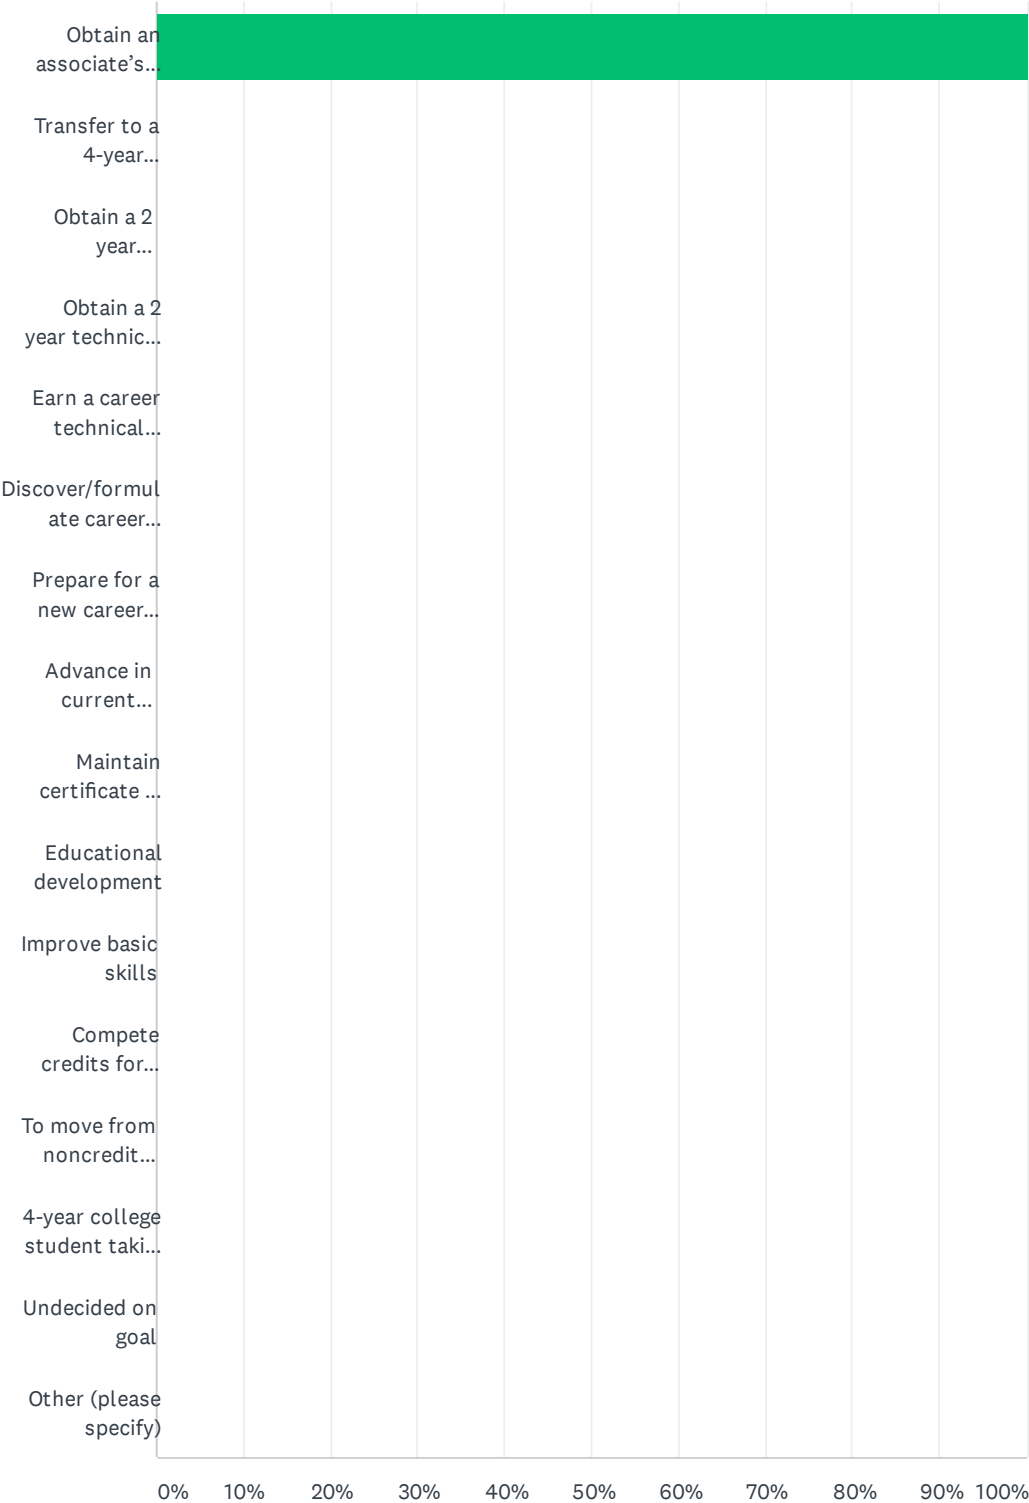 Obtain an
associate’s...
Transfer to a
4-year...
Obtain a 2
year...
Obtain a 2
year technic...
Earn a career
technical...
Discover/formul
ate career...
Prepare for a
new career...
Advance in
current...
Maintain
certificate ...
Educational
development
Improve basic
skills
Compete
credits for...
To move from
noncredit...
4-year college
student taki...
Undecided on
goal
Other (please
specify)
0% 10% 20% 30% 40% 50% 60% 70% 80% 90% 100%